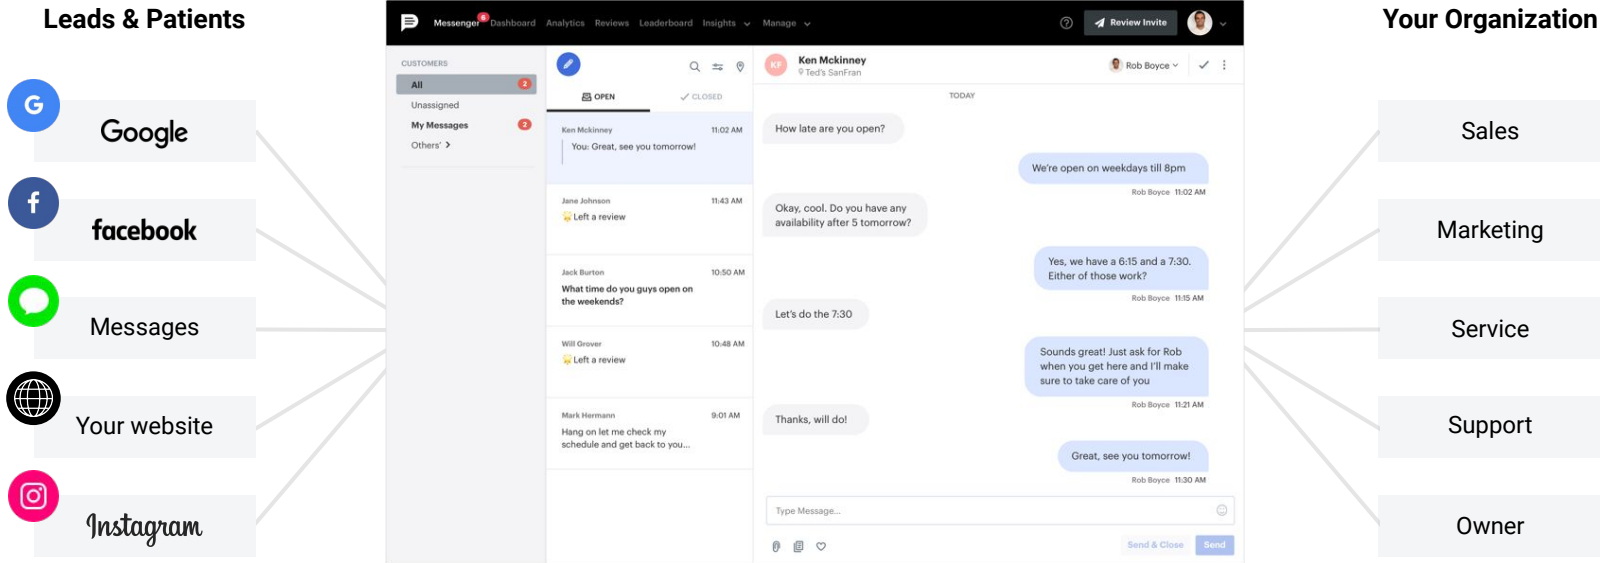 Leads & Patients
Google
facebook
Messages
Your website
Instagram
Messenger 6 Dashboard Analytics Reviews Leaderboard Insights Manage
Review Invite
CUSTOMERS
All 2
Unassigned
My Messages 2
Others' >
OPEN
CLOSED
Ken Mckinney 11:02 AM
You: Great, see you tomorrow!
Jane Johnson 11:43 AM
Left a review
Jack Burton 10:50 AM
What time do you guys open on
the weekends?
Will Grover 10:48 AM
Left a review
Mark Hermann 9:01 AM
Hang on let me check my
schedule and get back to you...
KF
Ken Mckinney
Ted's SanFran
Rob Boyce
TODAY
How late are you open?
We're open on weekdays till 8pm
Rob Boyce 11:02 AM
Okay, cool. Do you have any
availability after 5 tomorrow?
Yes, we have a 6:15 and a 7:30.
Either of those work?
Rob Boyce 11:15 AM
Let's do the 7:30
Sounds great! Just ask for Rob
when you get here and I'll make
sure to take care of you
Rob Boyce 11:21 AM
Thanks, will do!
Great, see you tomorrow!
Rob Boyce 11:30 AM
Type Message...
Send & Close
Send
Your Organization
Sales
Marketing
Service
Support
Owner